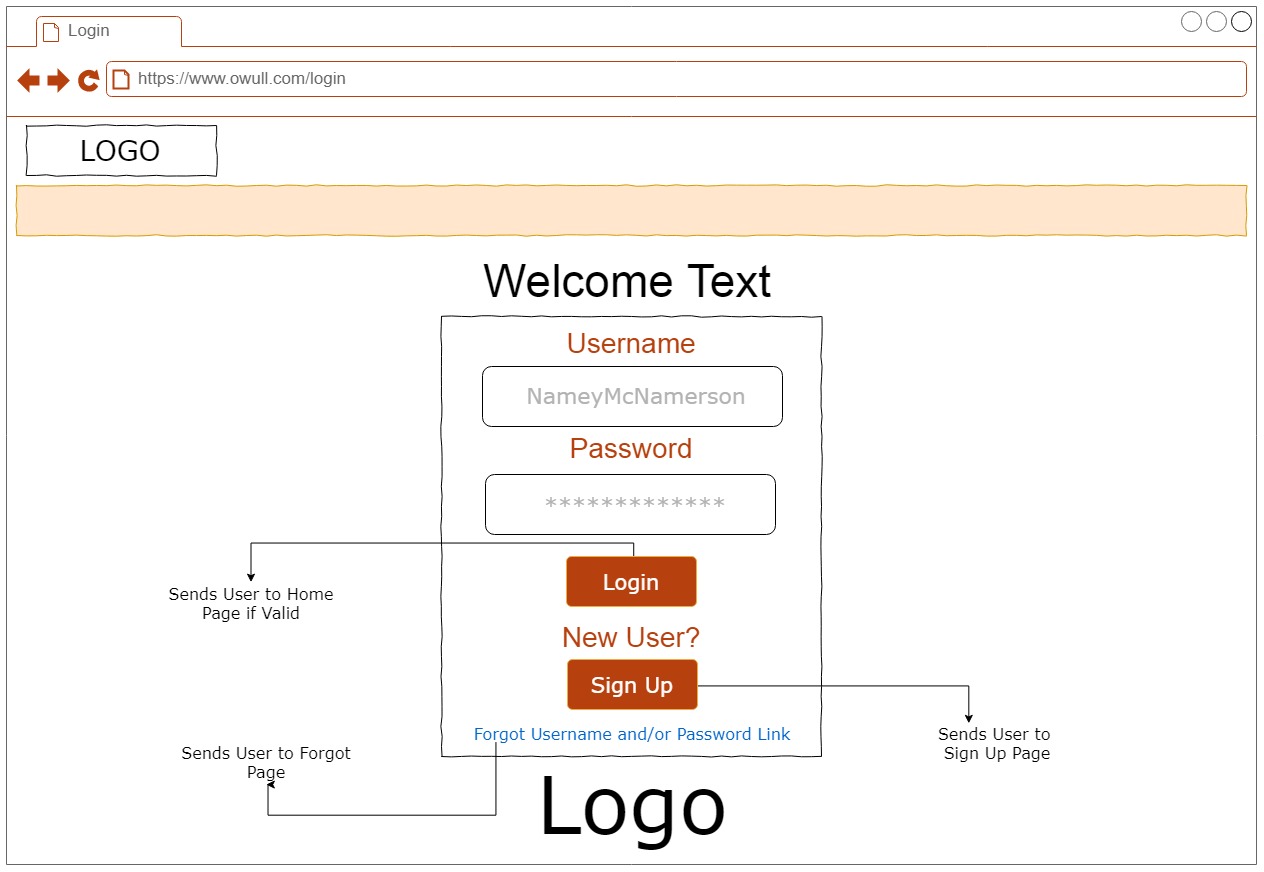 Login
https://www.owull.com/login
LOGO
Welcome Text
Username
NameyMcNamerson
Password
*************
Login
Sends User to Home
Page if Valid
New User?
Sign Up
Forgot Username and/or Password Link
Sends User to
Sign Up Page
Sends User to Forgot
Page
Logo